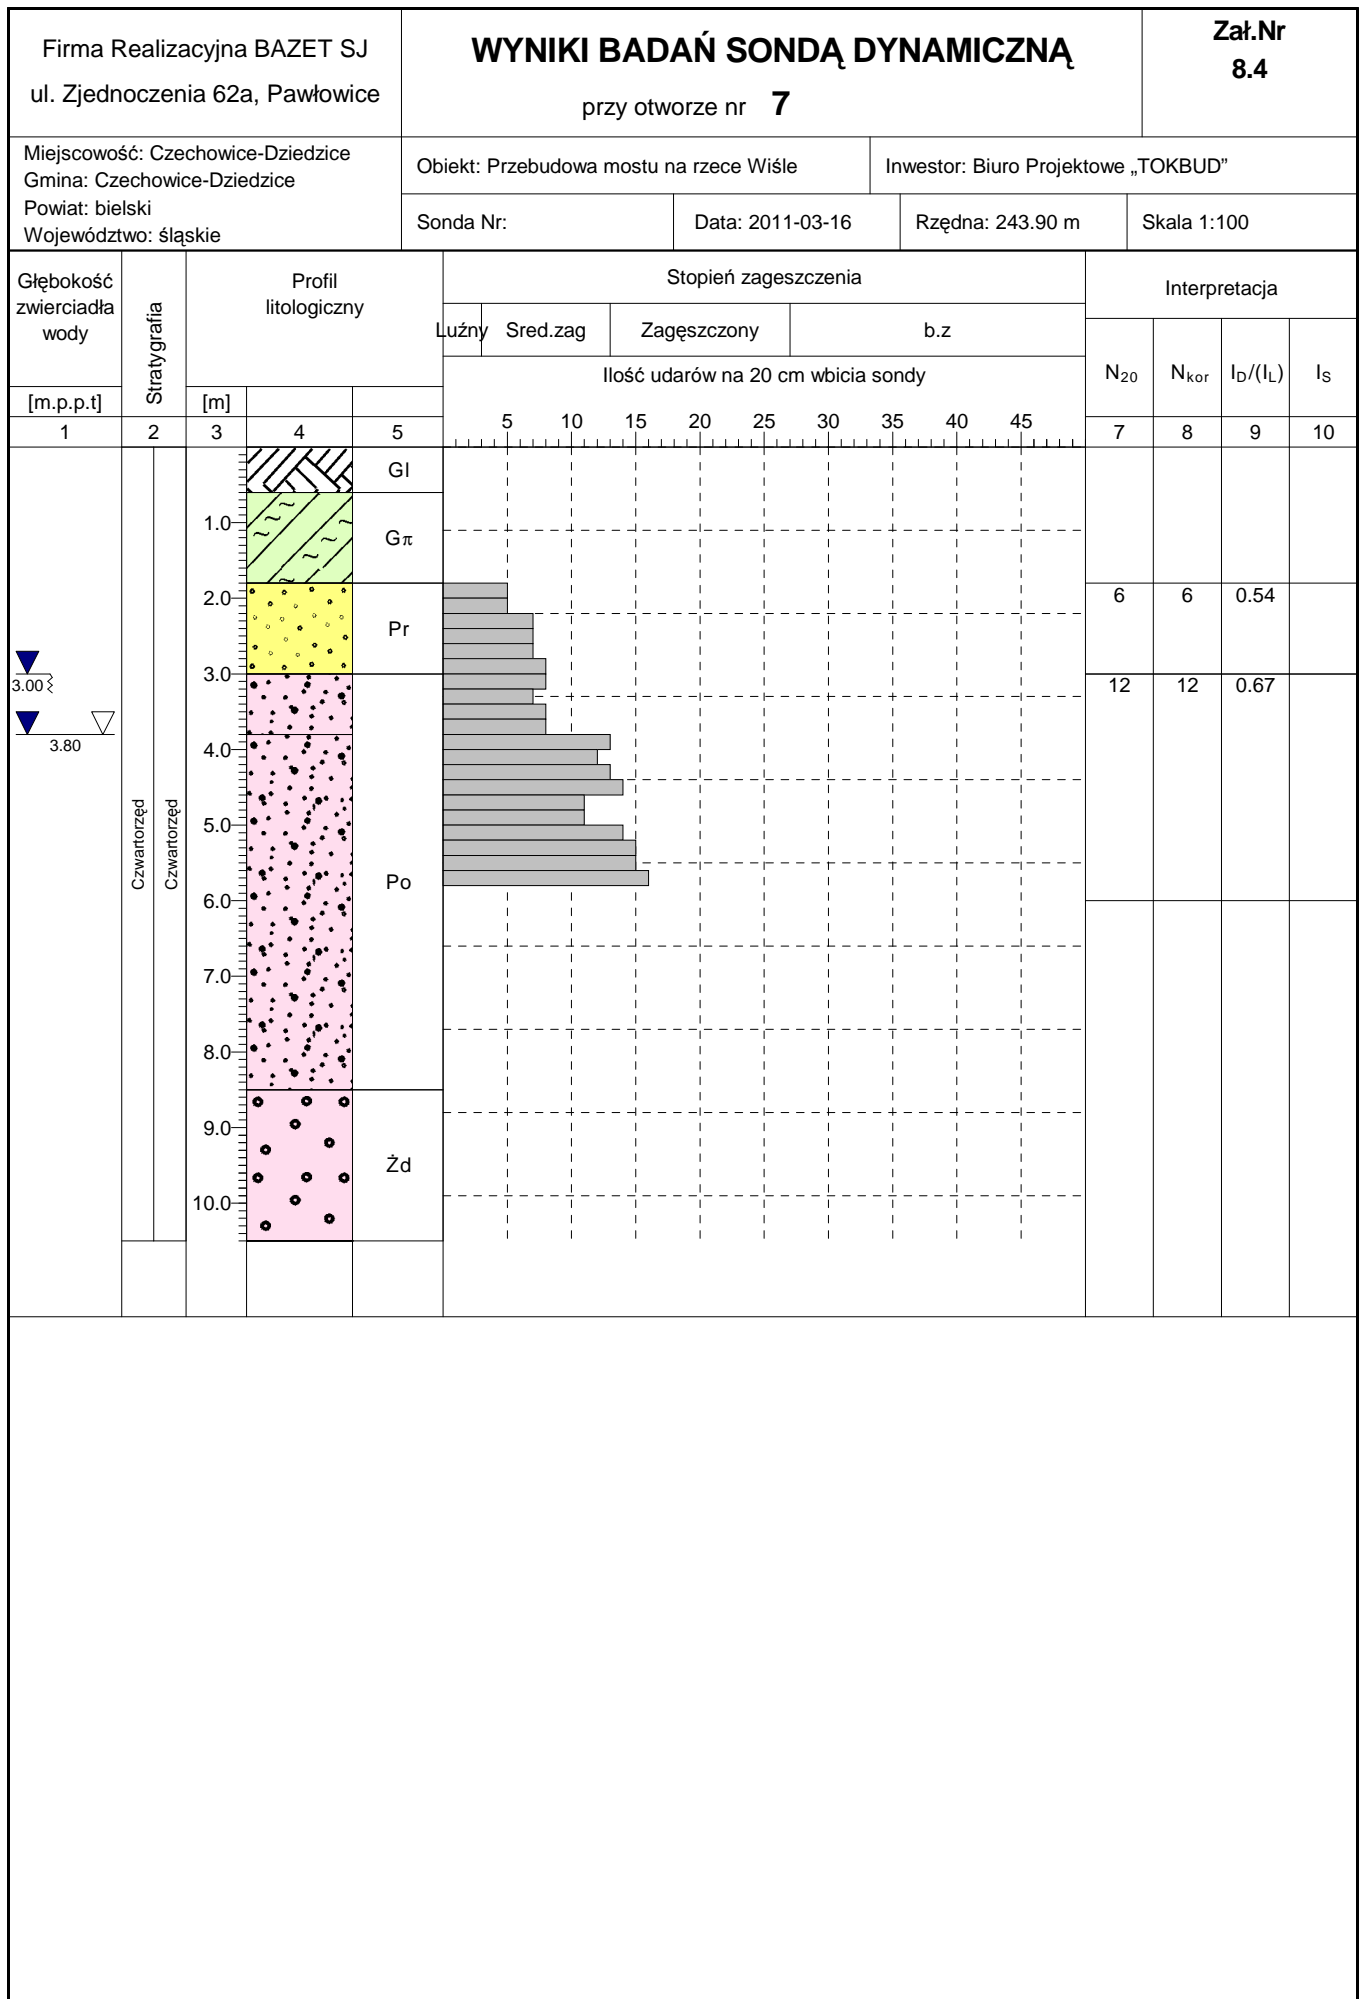 Firma Realizacyjna BAZET SJ
ul. Zjednoczenia 62a, Pawłowice
WYNIKI BADAŃ SONDĄ DYNAMICZNĄ
przy otworze nr 7
Zał.Nr
8.4
Miejscowość: Czechowice-Dziedzice
Gmina: Czechowice-Dziedzice
Powiat: bielski
Województwo: śląskie
Obiekt: Przebudowa mostu na rzece Wiśle
Inwestor: Biuro Projektowe „TOKBUD”
Sonda Nr:
Data: 2011-03-16
Rzędna: 243.90 m
Skala 1:100
Głębokość
zwierciadła
wody
[m.p.p.t]
Stratygrafia
Profil
litologiczny
[m]
Stopień zageszczenia
Luźny Sred.zag Zagęszczony b.z
Ilość udarów na 20 cm wbicia sondy
5 10 15 20 25 30 35 40 45
Interpretacja
N20 Nkor ID/(IL) IS
1 2 3 4 5 7 8 9 10
Gl
1.0
Gπ
2.0
6 6 0.54
Pr
3.0
3.00
12 12 0.67
3.80
4.0
5.0
Czwartorzęd
Czwartorzęd
Po
6.0
7.0
8.0
9.0
Żd
10.0